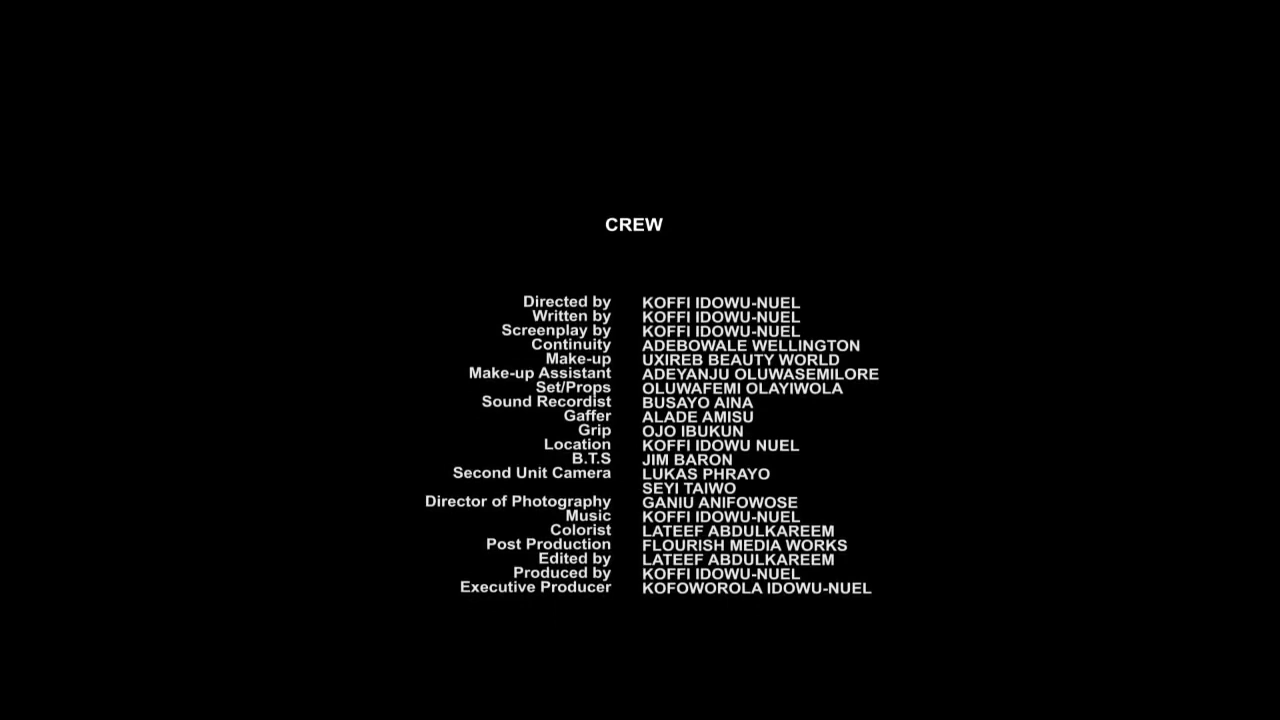 CREW
Directed by KOFFI IDOWU-NUEL
Written by KOFFI IDOWU-NUEL
Screenplay by KOFFI IDOWU-NUEL
Continuity ADEBOWALE WELLINGTON
Make-up UXIREB BEAUTY WORLD
Make-up Assistant ADEYANJU OLUWASEMILORE
Set/Props OLUWAFEMI OLAYIWOLA
Sound Recordist BUSAYO AINA
Gaffer ALADE AMISU
Grip OJO IBUKUN
Location KOFFI IDOWU NUEL
B.T.S JIM BARON
Second Unit Camera LUKAS PHRAYO
SEYI TAIWO
Director of Photography GANIU ANIFOWOSE
Music KOFFI IDOWU-NUEL
Colorist LATEEF ABDULKAREEM
Post Production FLOURISH MEDIA WORKS
Edited by LATEEF ABDULKAREEM
Produced by KOFFI IDOWU-NUEL
Executive Producer KOFOWOROLA IDOWU-NUEL